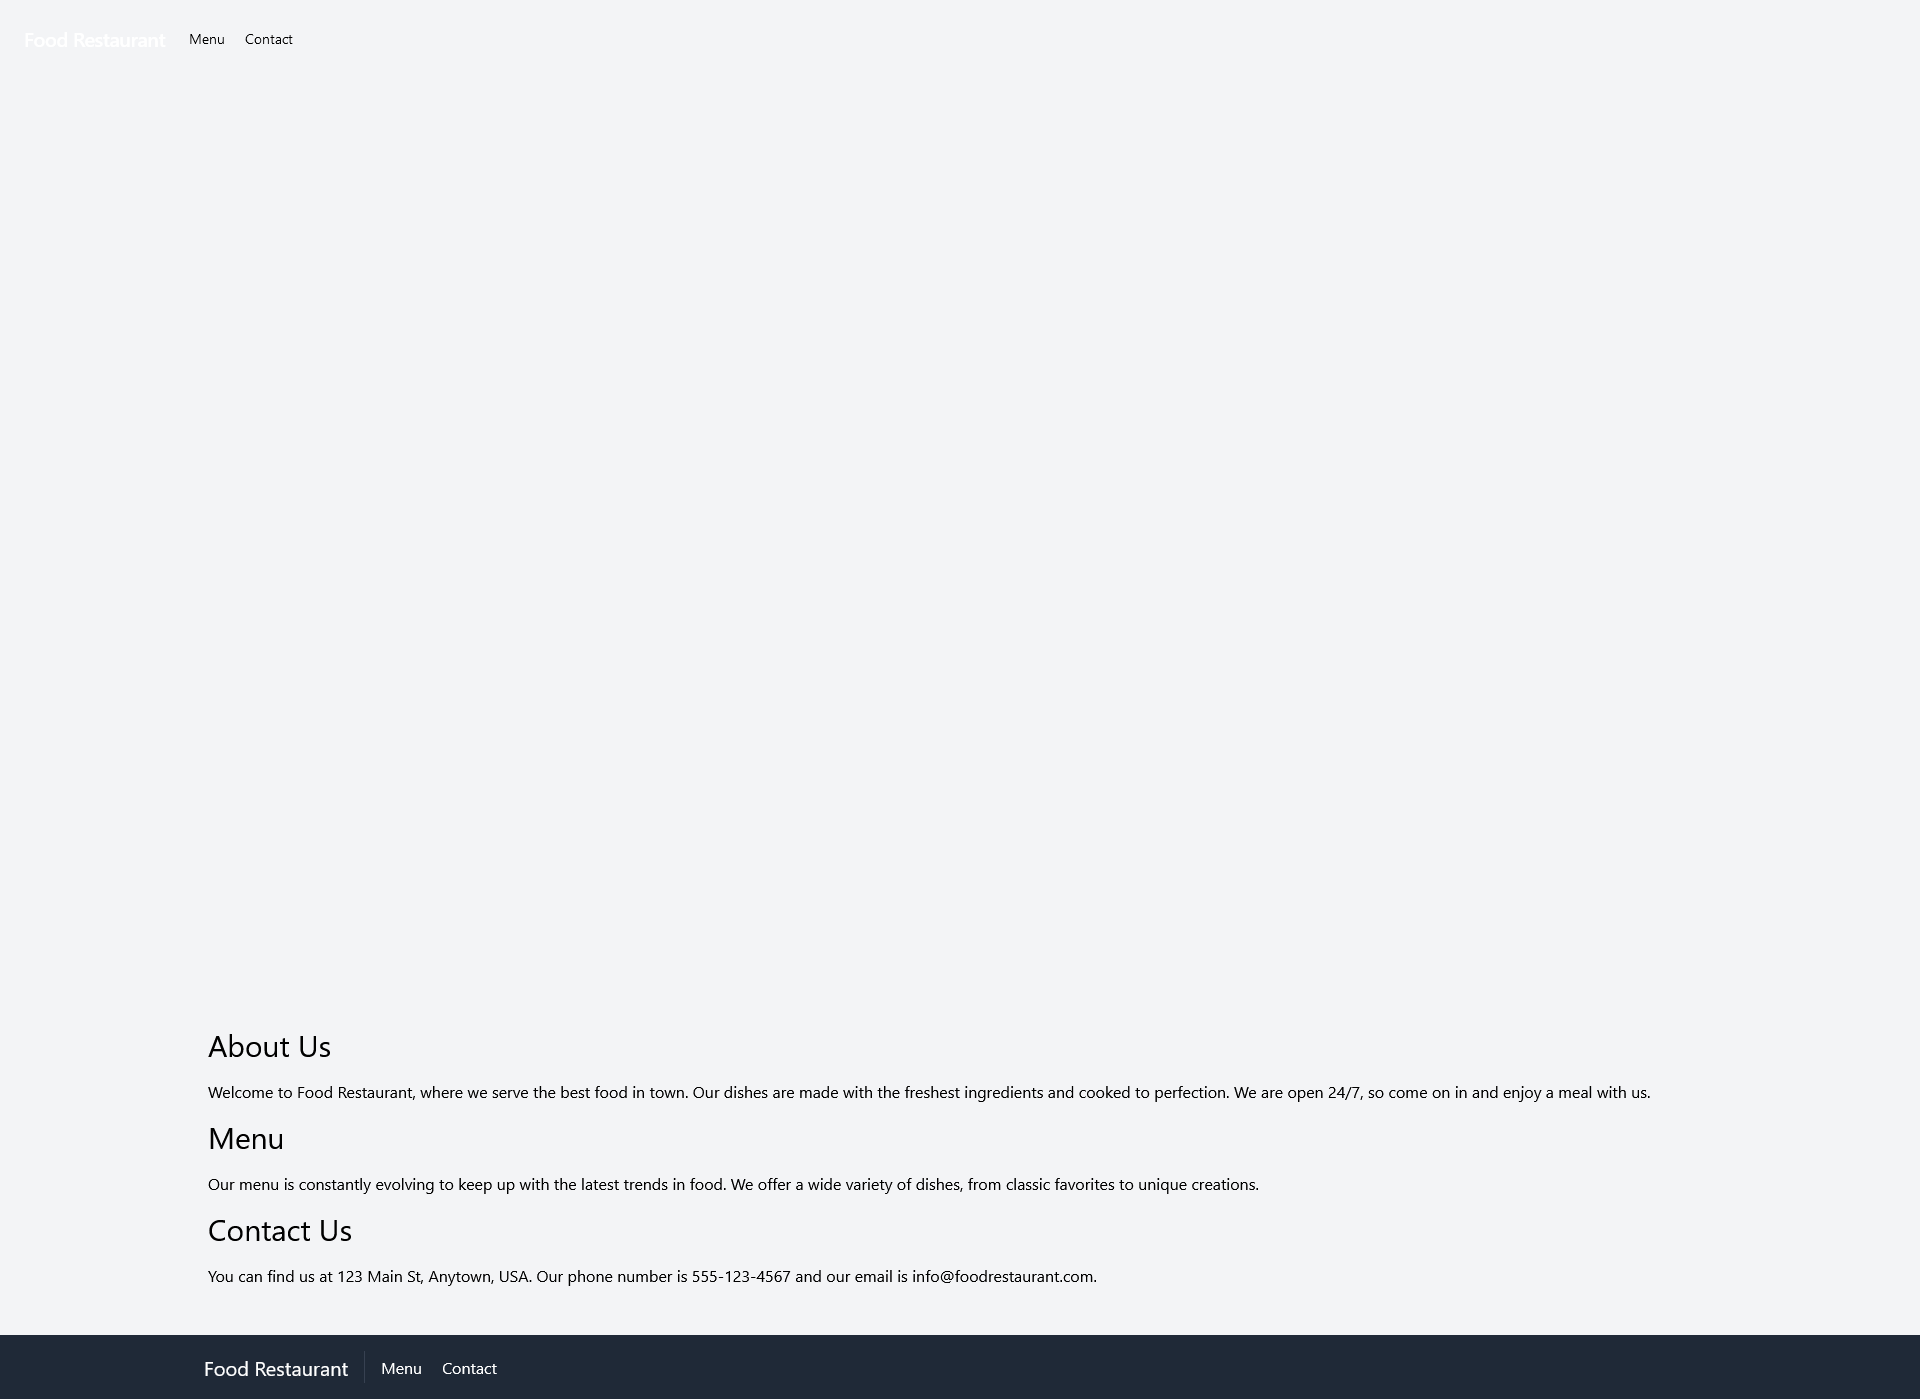 Food Restaurant Menu Contact
About Us
Welcome to Food Restaurant, where we serve the best food in town. Our dishes are made with the freshest ingredients and cooked to perfection. We are open 24/7, so come on in and enjoy a meal with us.
Menu
Our menu is constantly evolving to keep up with the latest trends in food. We offer a wide variety of dishes, from classic favorites to unique creations.
Contact Us
You can find us at 123 Main St, Anytown, USA. Our phone number is 555-123-4567 and our email is info@foodrestaurant.com.
Food Restaurant Menu Contact